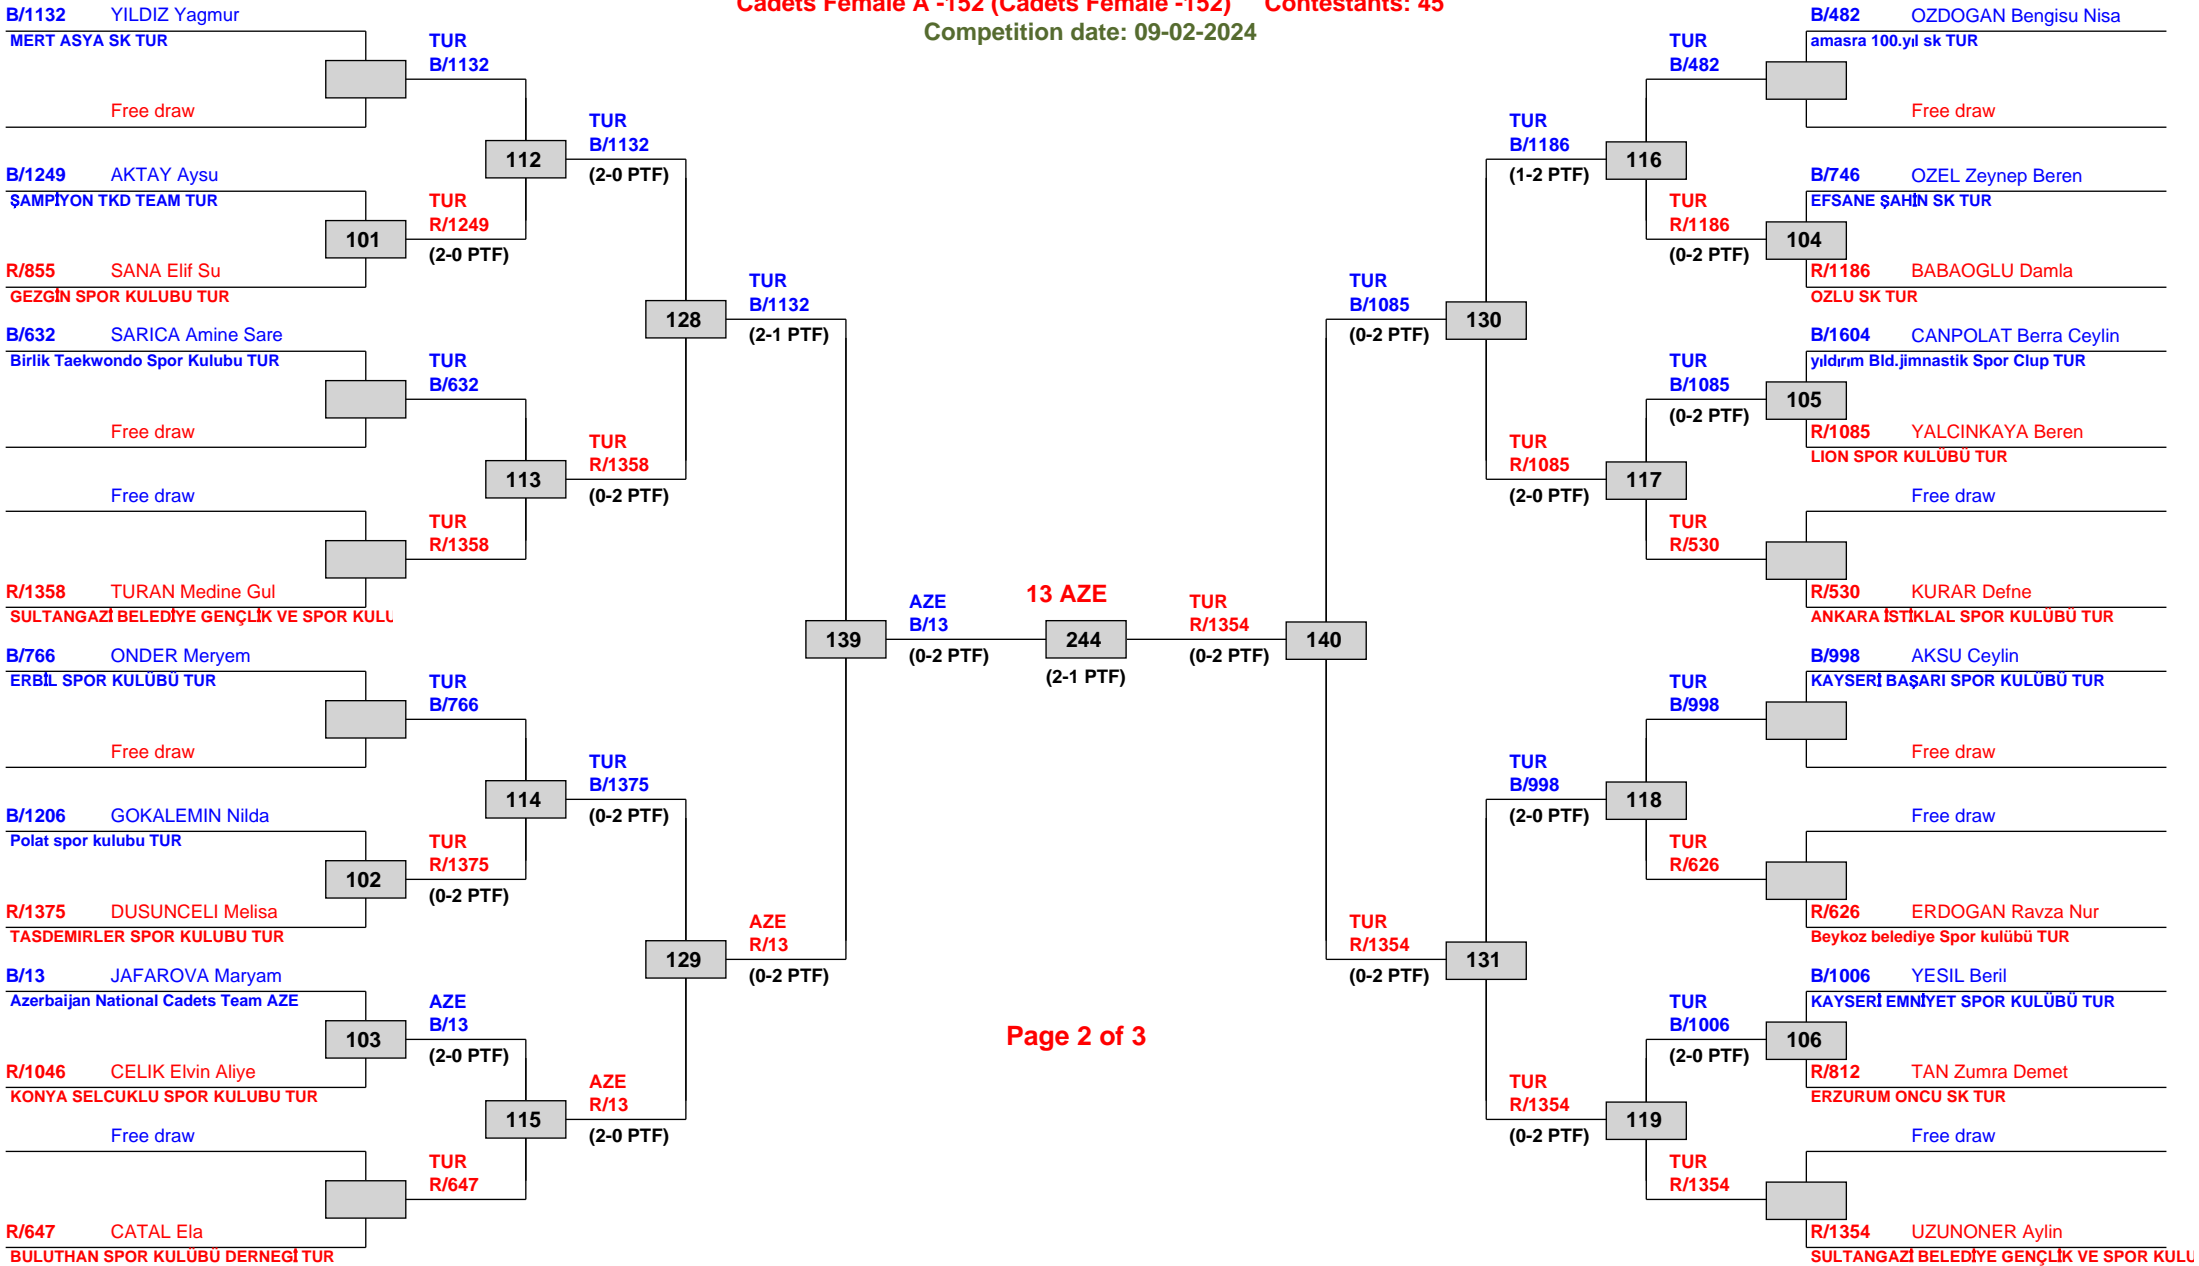 Cadets Female A -152 (Cadets Female -152) Contestants: 45
Competition date: 09-02-2024
B/1132 YILDIZ Yagmur
MERT ASYA SK TUR
Free draw
TUR
B/1132
B/1249 AKTAY Aysu
ŞAMPİYON TKD TEAM TUR
101
R/855 SANA Elif Su
GEZGİN SPOR KULUBU TUR
TUR
R/1249
(2-0 PTF)
112
TUR
B/1132
(2-0 PTF)
B/632 SARICA Amine Sare
Birlik Taekwondo Spor Kulubu TUR
Free draw
TUR
B/632
Free draw
R/1358 TURAN Medine Gul
SULTANGAZİ BELEDİYE GENÇLİK VE SPOR KULU
TUR
R/1358
113
TUR
R/1358
(0-2 PTF)
128
TUR
B/1132
(2-1 PTF)
B/766 ONDER Meryem
ERBİL SPOR KULÜBÜ TUR
Free draw
TUR
B/766
B/1206 GOKALEMIN Nilda
Polat spor kulubu TUR
102
R/1375 DUSUNCELI Melisa
TASDEMIRLER SPOR KULUBU TUR
TUR
R/1375
(0-2 PTF)
114
TUR
B/1375
(0-2 PTF)
B/13 JAFAROVA Maryam
Azerbaijan National Cadets Team AZE
103
R/1046 CELIK Elvin Aliye
KONYA SELCUKLU SPOR KULUBU TUR
AZE
B/13
(2-0 PTF)
Free draw
R/647 CATAL Ela
BULUTHAN SPOR KULÜBÜ DERNEGİ TUR
TUR
R/647
115
AZE
R/13
(2-0 PTF)
129
AZE
R/13
(0-2 PTF)
139
AZE
B/13
(0-2 PTF)
13 AZE
244
(2-1 PTF)
TUR
R/1354
(0-2 PTF)
140
Page 2 of 3
TUR
B/1085
(0-2 PTF)
130
TUR
B/1186
(1-2 PTF)
116
TUR
B/482
B/482 OZDOGAN Bengisu Nisa
amasra 100.yıl sk TUR
Free draw
TUR
R/1186
(0-2 PTF)
B/746 OZEL Zeynep Beren
EFSANE ŞAHİN SK TUR
104
R/1186 BABAOGLU Damla
OZLU SK TUR
TUR
R/1085
(2-0 PTF)
117
TUR
B/1085
(0-2 PTF)
B/1604 CANPOLAT Berra Ceylin
yıldırım Bld.jimnastik Spor Clup TUR
105
R/1085 YALCINKAYA Beren
LION SPOR KULÜBÜ TUR
TUR
R/530
Free draw
R/530 KURAR Defne
ANKARA İSTİKLAL SPOR KULÜBÜ TUR
TUR
R/1354
(0-2 PTF)
131
TUR
B/998
(2-0 PTF)
118
TUR
B/998
B/998 AKSU Ceylin
KAYSERİ BAŞARI SPOR KULÜBÜ TUR
Free draw
TUR
R/626
Free draw
R/626 ERDOGAN Ravza Nur
Beykoz belediye Spor kulübü TUR
TUR
R/1354
(0-2 PTF)
119
TUR
B/1006
(2-0 PTF)
B/1006 YESIL Beril
KAYSERİ EMNİYET SPOR KULÜBÜ TUR
106
R/812 TAN Zumra Demet
ERZURUM ONCU SK TUR
TUR
R/1354
Free draw
R/1354 UZUNONER Aylin
SULTANGAZİ BELEDİYE GENÇLİK VE SPOR KULU